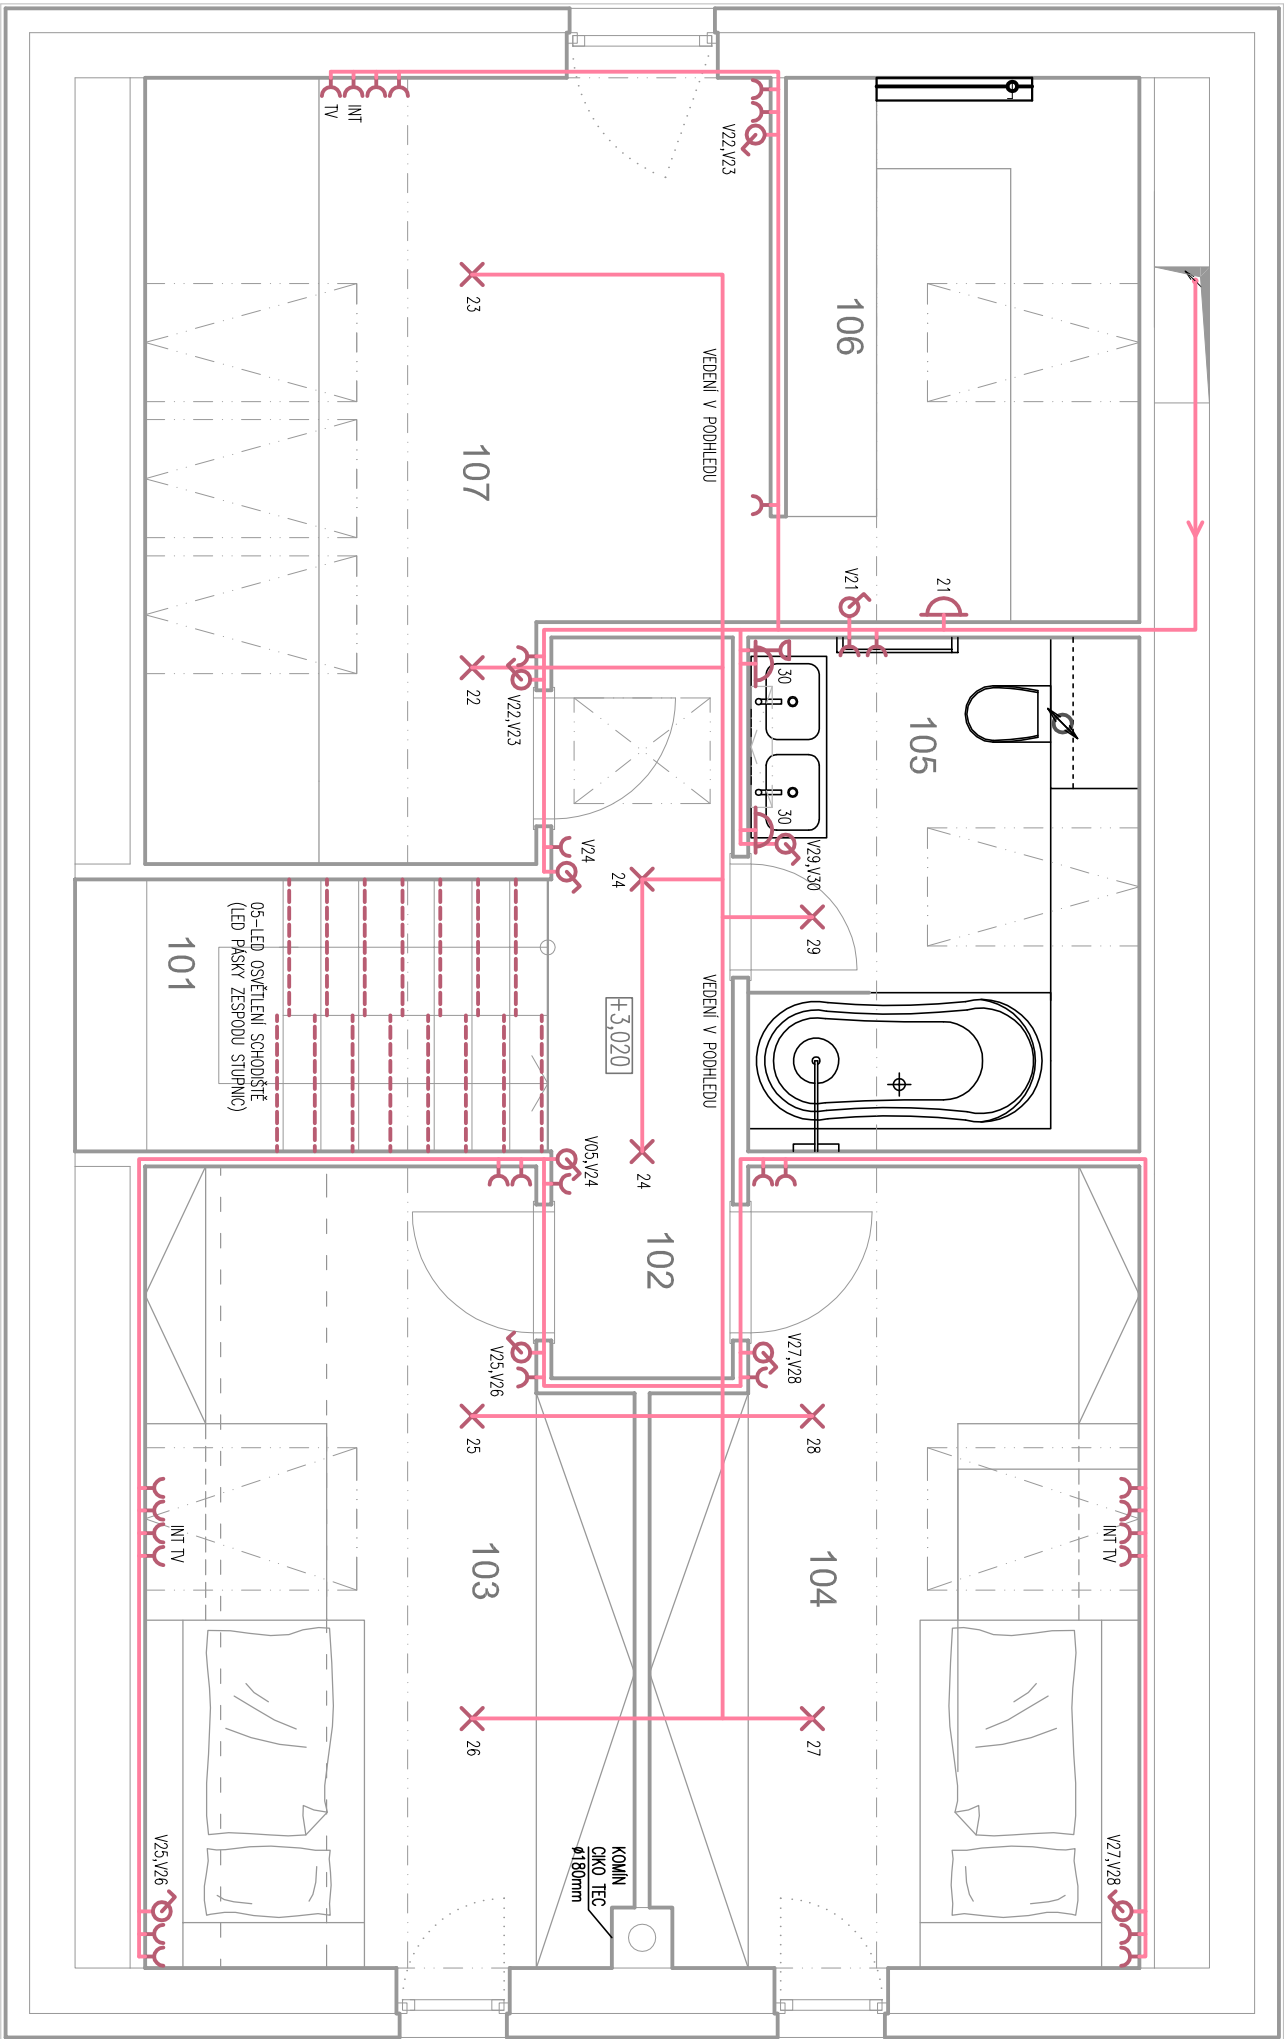 TV
INT
V22,V23
23
106
VEDENÍ V PODHLEDU
107
V21
21
22
V22,V23
30
105
30
V24
24
V29,V30
29
05-LED OSVĚTLENÍ SCHODIŠTĚ
(LED PÁSKY ZESPODU STUPNIC)
101
+3,020
VEDENÍ V PODHLEDU
24
V05,V24
102
V25,V26
V27,V28
25
28
INT TV
INT TV
103
104
26
27
KOMÍN
CIKO TEC
ø180mm
V25,V26
V27,V28